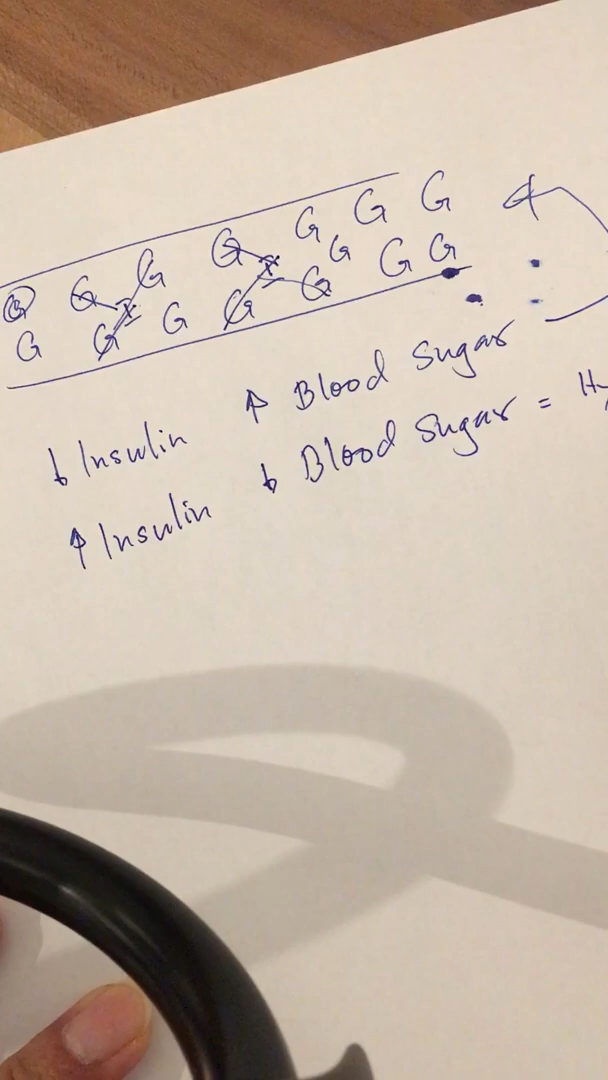 G G G G G G G
G G G G G G G G
I I
↓ Insulin ↑ Blood Sugar
↑ Insulin ↓ Blood Sugar =